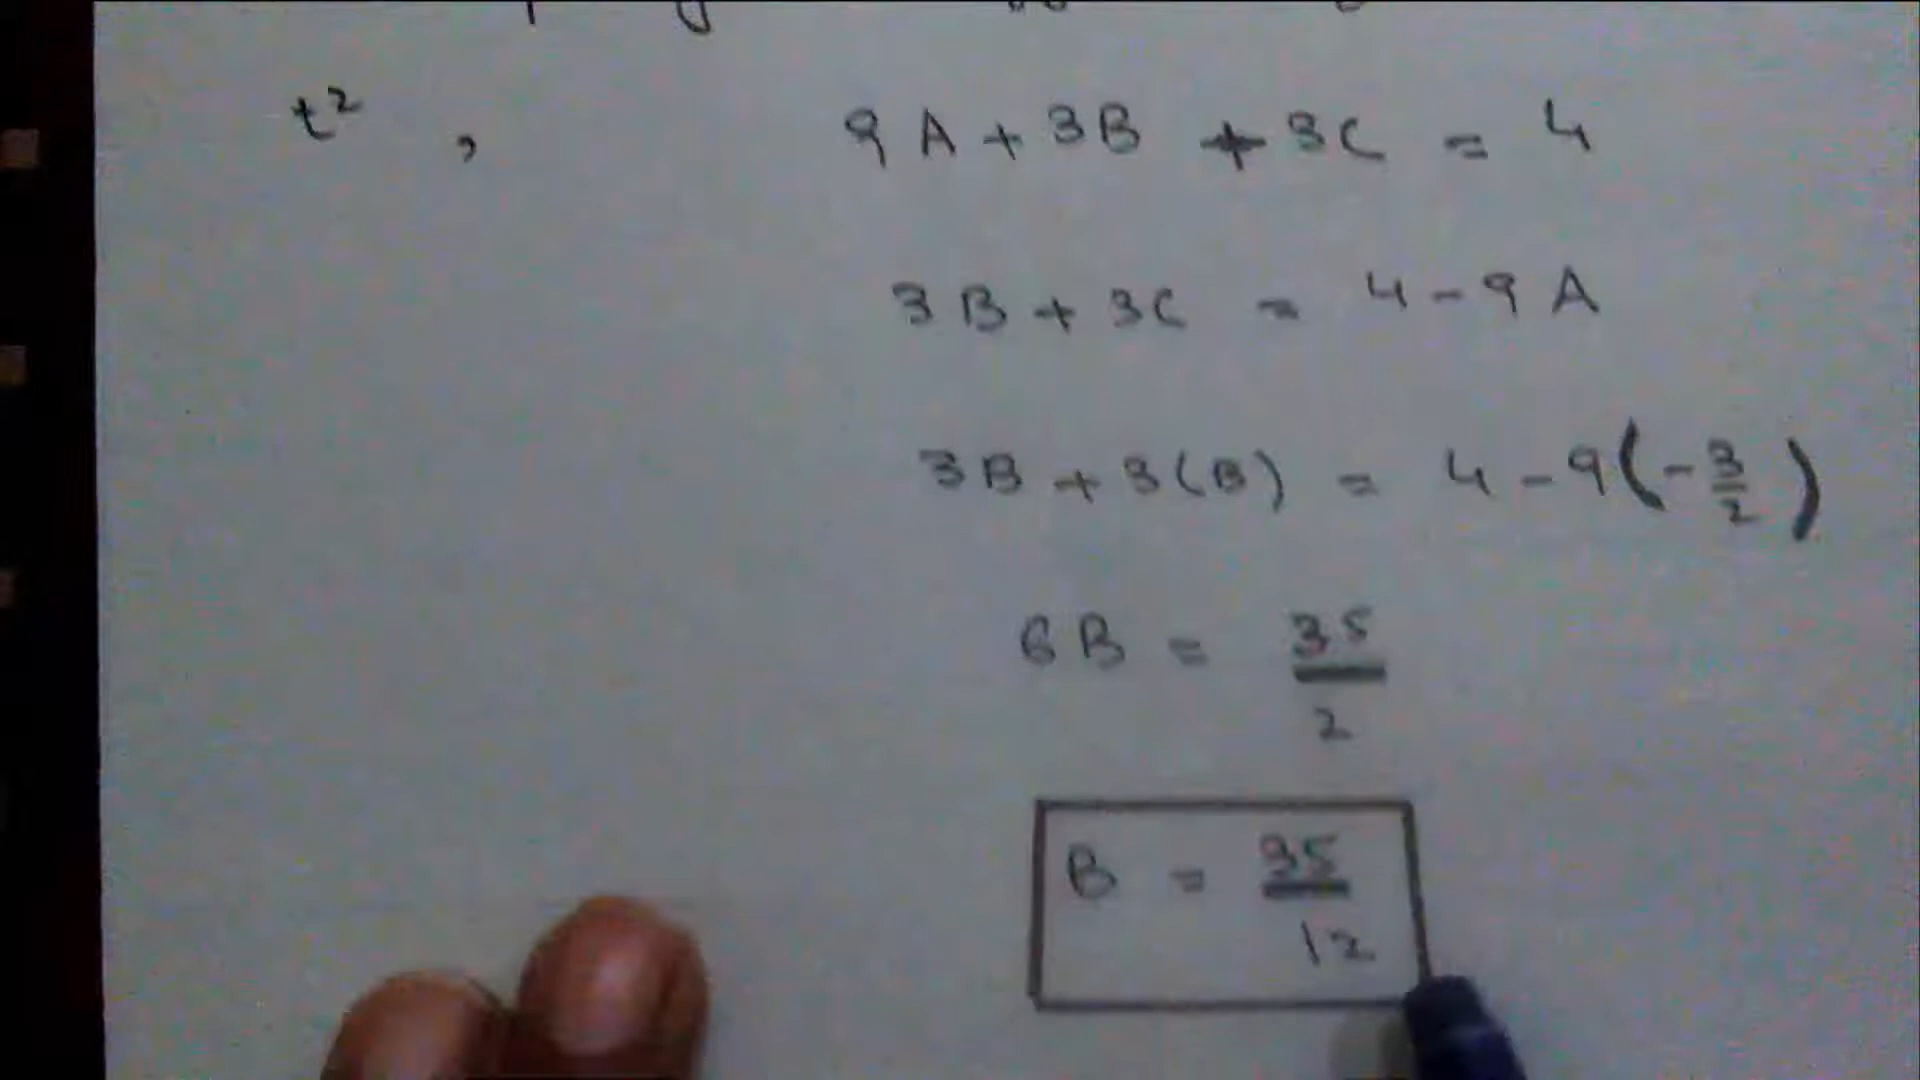 t² , 9A + 3B + 3C = 4
3B + 3C = 4 - 9A
3B + 3(B) = 4 - 9(-3/2)
6B = 35/2
B = 35/12